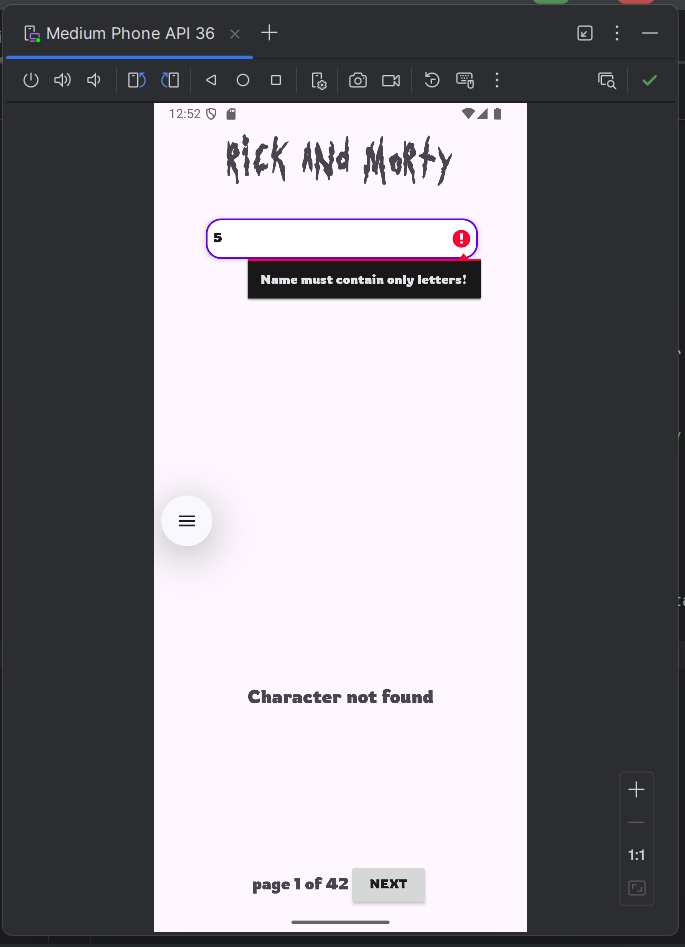 Medium Phone API 36
12:52
Rick and Morty
5
Name must contain only letters!
Character not found
page 1 of 42 NEXT
1:1